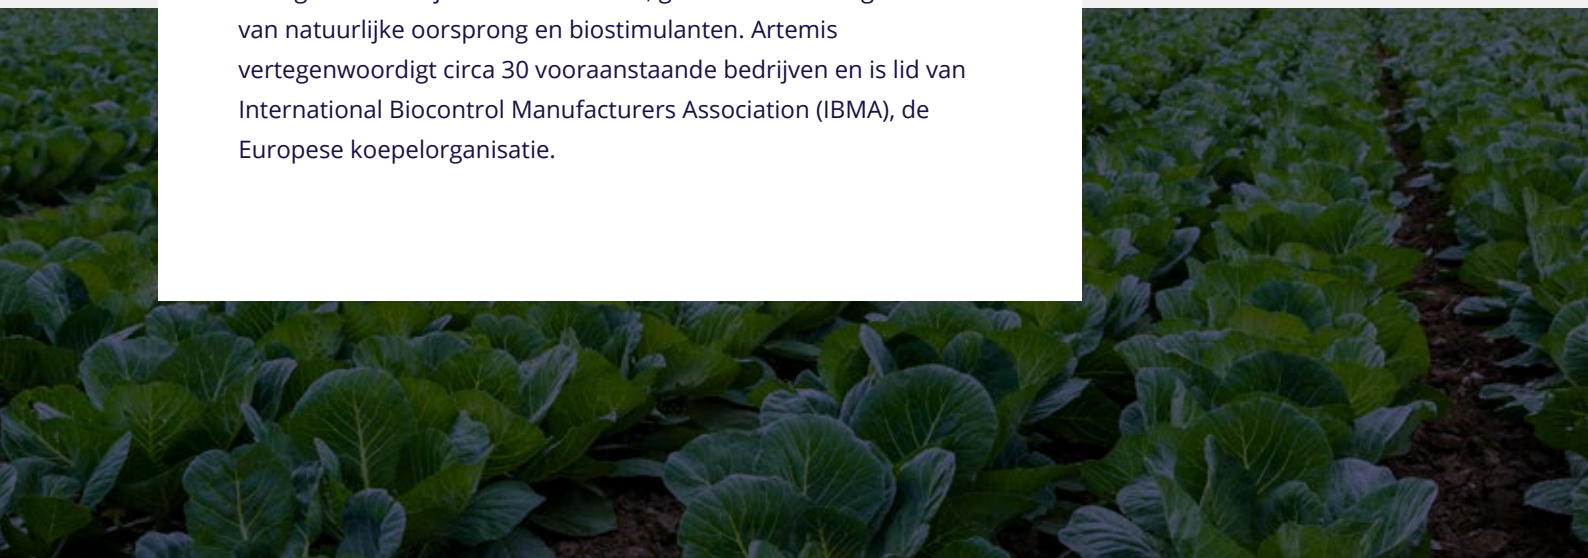 van natuurlijke oorsprong en biostimulanten. Artemis
vertegenwoordigt circa 30 vooraanstaande bedrijven en is lid van
International Biocontrol Manufacturers Association (IBMA), de
Europese koepelorganisatie.